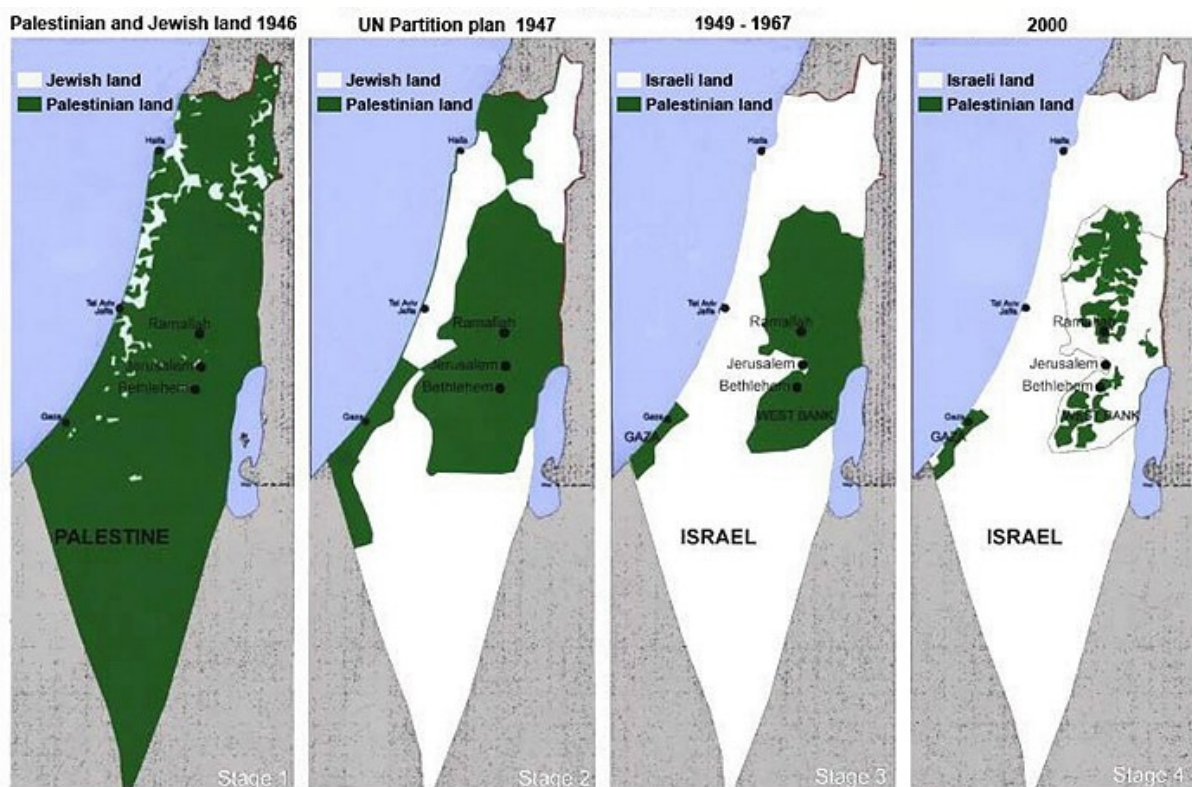 Palestinian and Jewish land 1946
Jewish land
Palestinian land
Haifa
Tel Aviv
Jaffa
Ramallah
Jerusalem
Bethlehem
Gaza
PALESTINE
Stage 1
UN Partition plan 1947
Jewish land
Palestinian land
Haifa
Tel Aviv
Jaffa
Ramallah
Jerusalem
Bethlehem
Gaza
Stage 2
1949 - 1967
Israeli land
Palestinian land
Haifa
Tel Aviv
Jaffa
Ramallah
Jerusalem
Bethlehem
Gaza
WEST BANK
GAZA
ISRAEL
Stage 3
2000
Israeli land
Palestinian land
Haifa
Tel Aviv
Jaffa
Ramallah
Jerusalem
Bethlehem
Gaza
WEST BANK
GAZA
ISRAEL
Stage 4